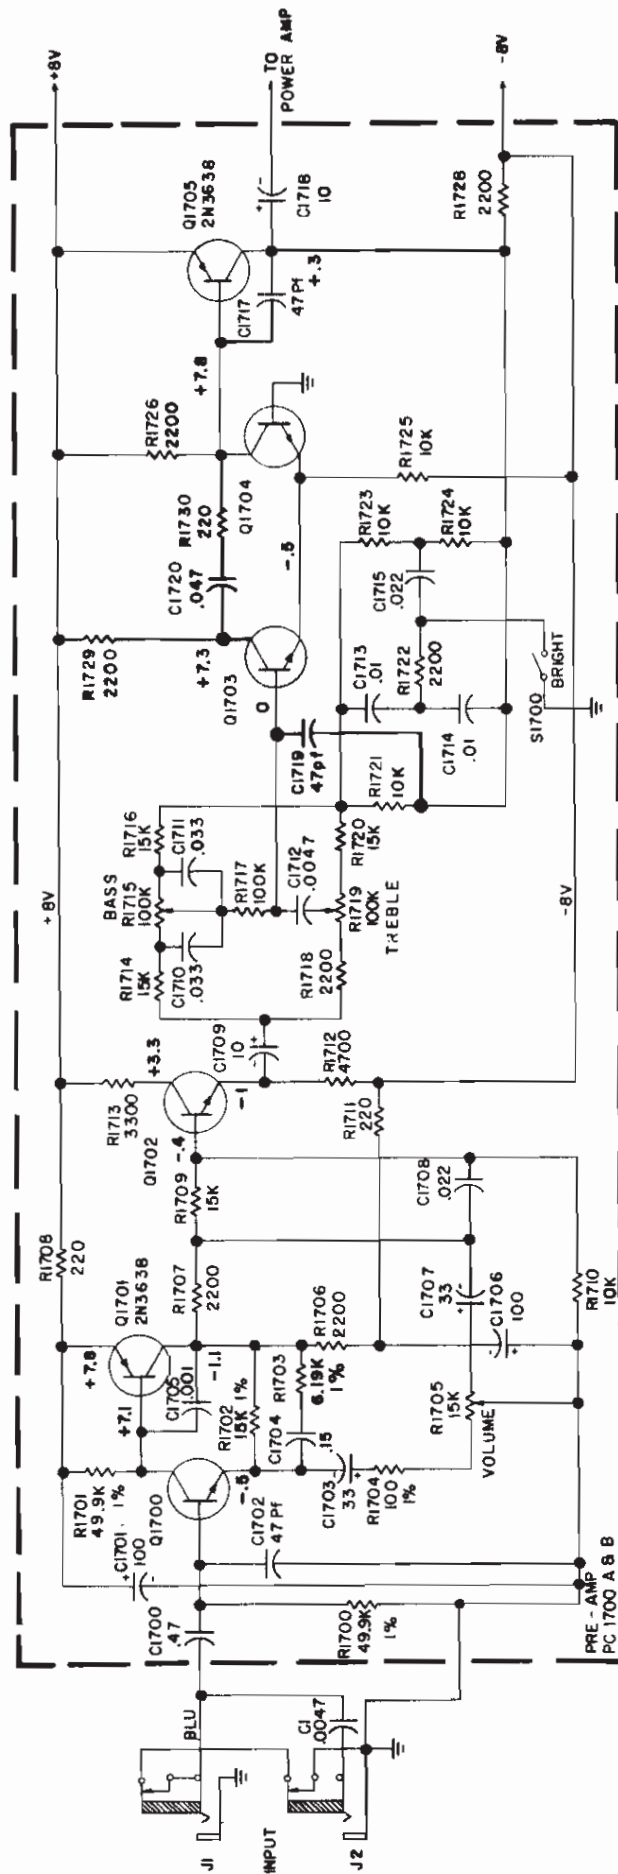 J1
INPUT
J2
BLU
C1
.0047
C1700
.47
R1700
49.9K
1%
PRE-AMP
PC 1700 A & B
R1701
49.9K
1%
C1701
100
+
-
Q1700
-.5
C1702
47 Pf
+7.1
+7.8
Q1701
2N3638
C1705
.001
-1.1
R1702
15K 1%
C1704
.15
R1703
6.19K
1%
C1703
33
+
R1704
100
1%
R1706
2200
R1705
15K
VOLUME
R1707
2200
C1707
33
+
-
C1706
100
-
+
R1708
220
R1709
15K
C1708
.022
R1710
10K
-.4
Q1702
R1713
3300
+3.3
-1
R1712
4700
R1711
220
C1709
10
-
+
+8V
R1714
15K
BASS
R1715
100K
R1716
15K
C1710
.033
C1711
.033
R1717
100K
C1712
.0047
R1718
2200
R1719
100K
TREBLE
R1720
15K
R1721
10K
C1719
47pf
0
Q1703
+7.3
R1729
2200
C1720
.047
R1730
220
Q1704
-.5
R1726
2200
+7.8
C1713
.01
R1722
2200
C1714
.01
C1715
.022
R1723
10K
R1724
10K
S1700
BRIGHT
R1725
10K
-8V
Q1705
2N3638
C1717
47Pf
+.3
C1718
10
+
-
R1728
2200
+8V
TO
POWER AMP
-8V